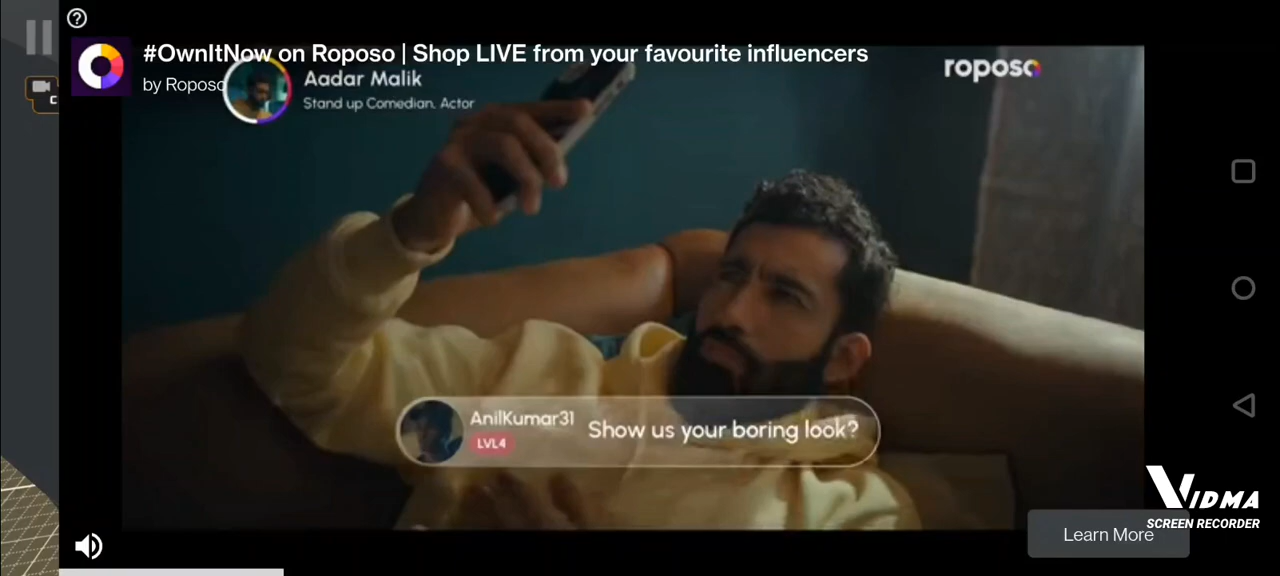 #OwnItNow on Roposo | Shop LIVE from your favourite influencers
by Roposo
Aadar Malik
Stand up Comedian. Actor
roposo
AnilKumar31
LVL4
Show us your boring look?
VIDMA
SCREEN RECORDER
Learn More